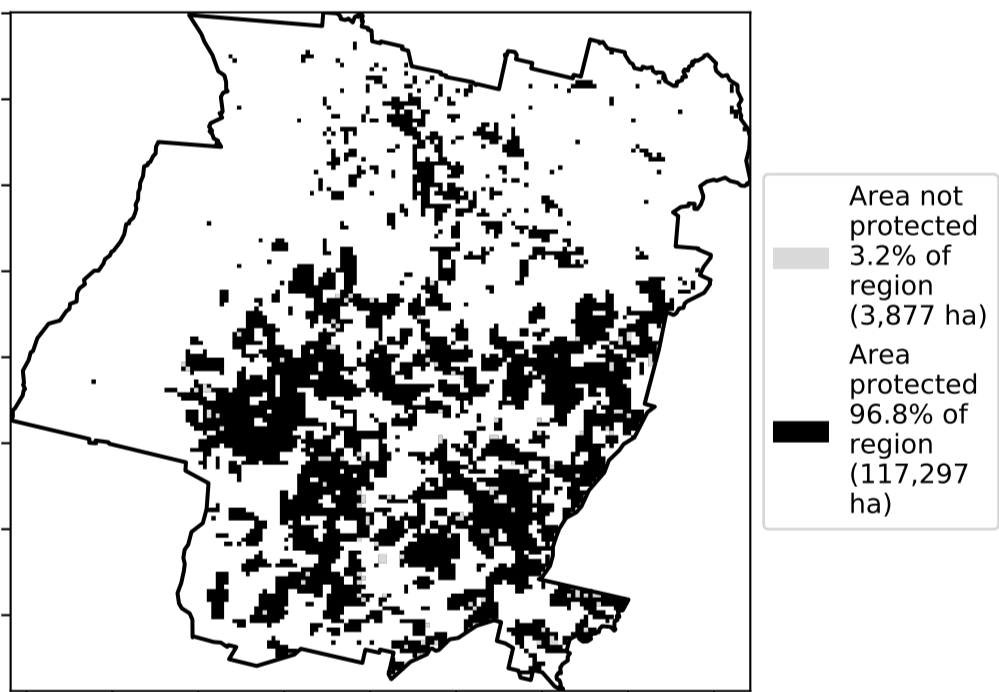 Area not
protected
3.2% of
region
(3,877 ha)
Area
protected
96.8% of
region
(117,297
ha)